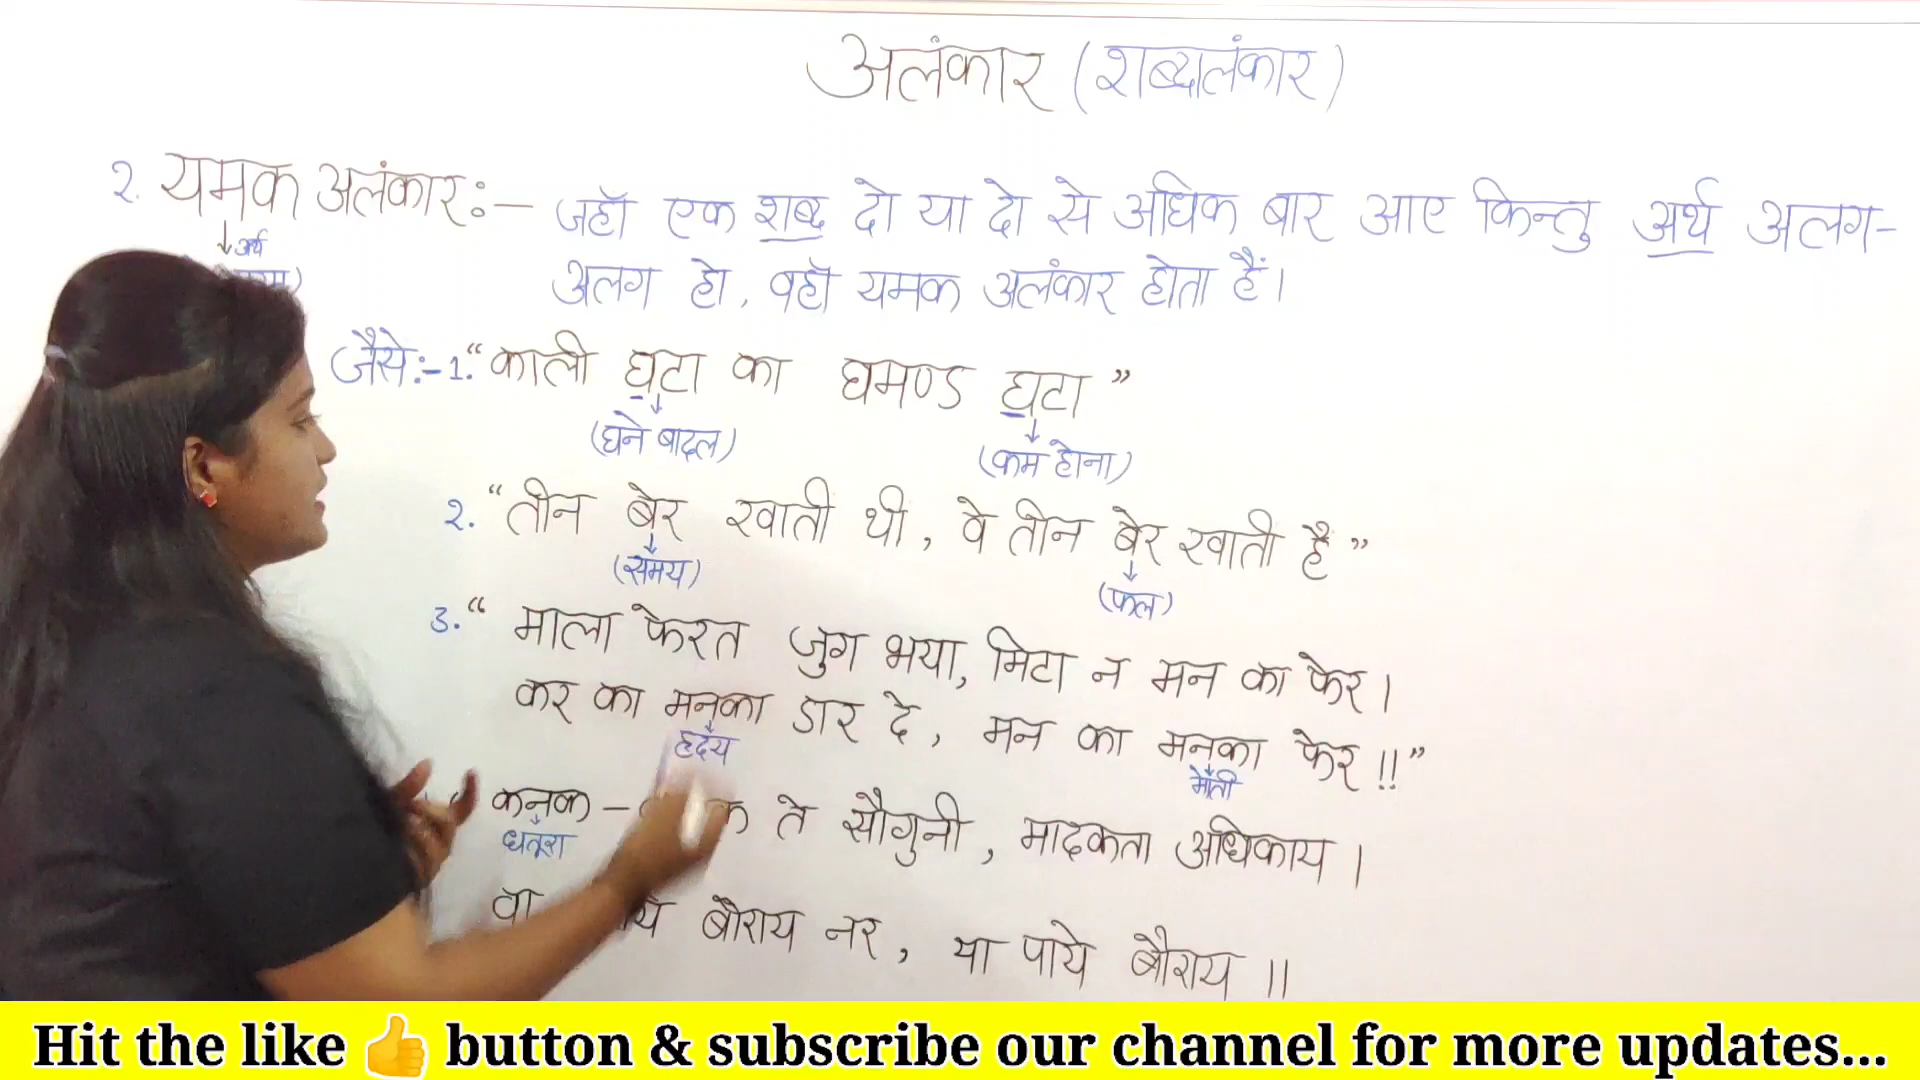 अलंकार (शब्दालंकार)
२. यमक अलंकार:- जहाँ एक शब्द दो या दो से अधिक बार आए किन्तु अर्थ अलग-
अर्थ
अलग हो, वहाँ यमक अलंकार होता हैं।
जैसे:- 1. “काली घटा का घमण्ड घटा”
(घने बादल) (कम होना)
२. “तीन बेर खाती थी, वे तीन बेर खाती है”
(समय) (फल)
3. “माला फेरत जुग भया, मिटा न मन का फेर।
कर का मनका डार दे, मन का मनका फेर!!”
हृदय मोती
“कनक – ते सौगुनी, मादकता अधिकाय।
धतूरा
वा बौराय नर, या पाये बौराय॥
Hit the like 👍 button & subscribe our channel for more updates...